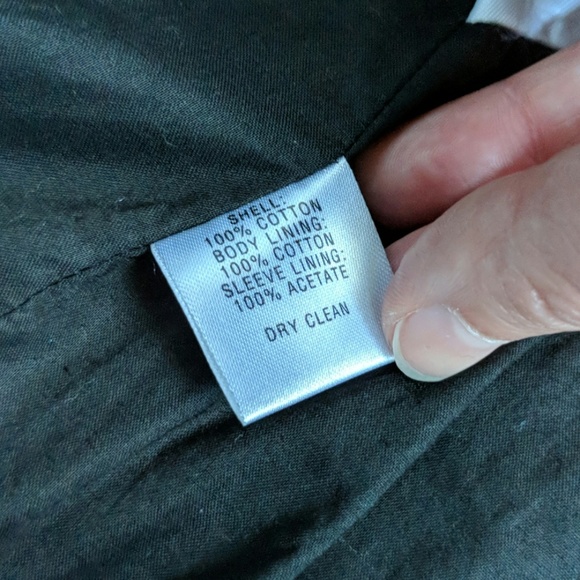 SHELL:
100% COTTON
BODY LINING:
100% COTTON
SLEEVE LINING:
100% ACETATE
DRY CLEAN